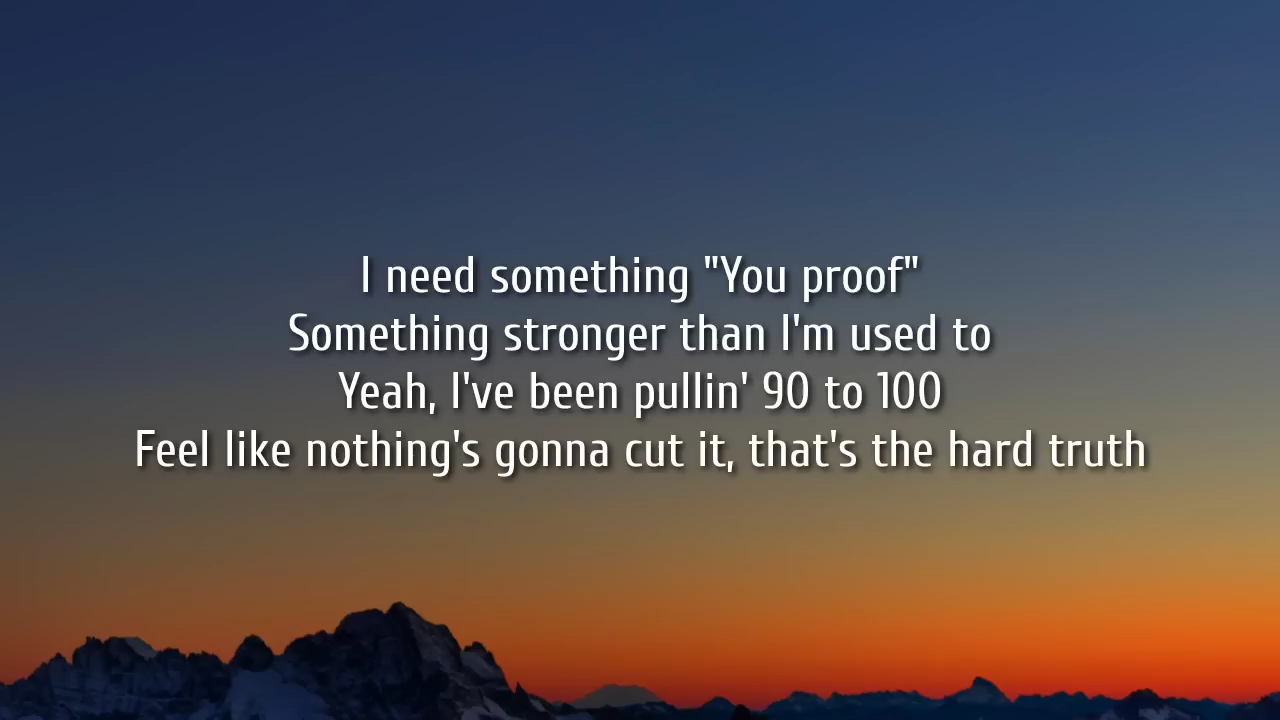 I need something "You proof"
Something stronger than I'm used to
Yeah, I've been pullin' 90 to 100
Feel like nothing's gonna cut it, that's the hard truth